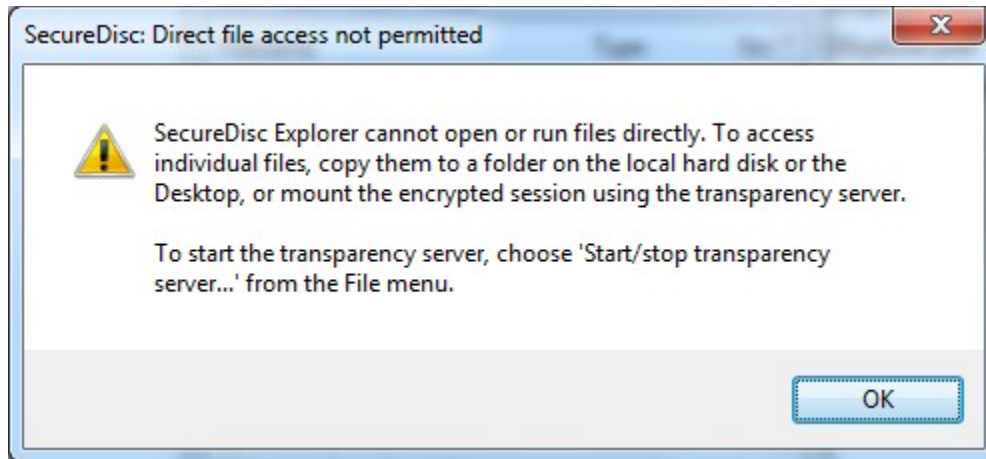 SecureDisc: Direct file access not permitted
SecureDisc Explorer cannot open or run files directly. To access
individual files, copy them to a folder on the local hard disk or the
Desktop, or mount the encrypted session using the transparency server.
To start the transparency server, choose 'Start/stop transparency
server...' from the File menu.
OK